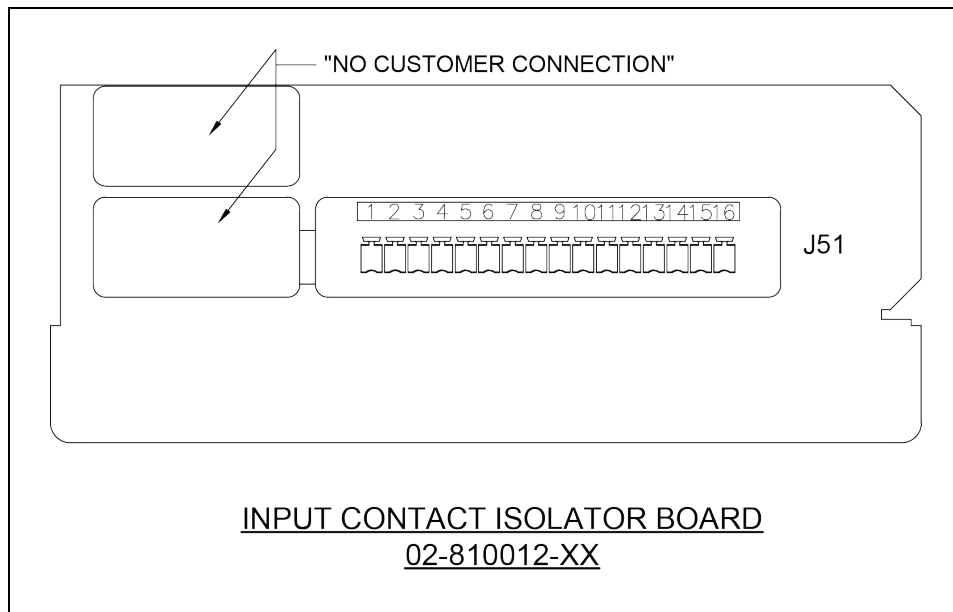 "NO CUSTOMER CONNECTION"
1 2 3 4 5 6 7 8 9 10 11 12 13 14 15 16
J51
INPUT CONTACT ISOLATOR BOARD
02-810012-XX